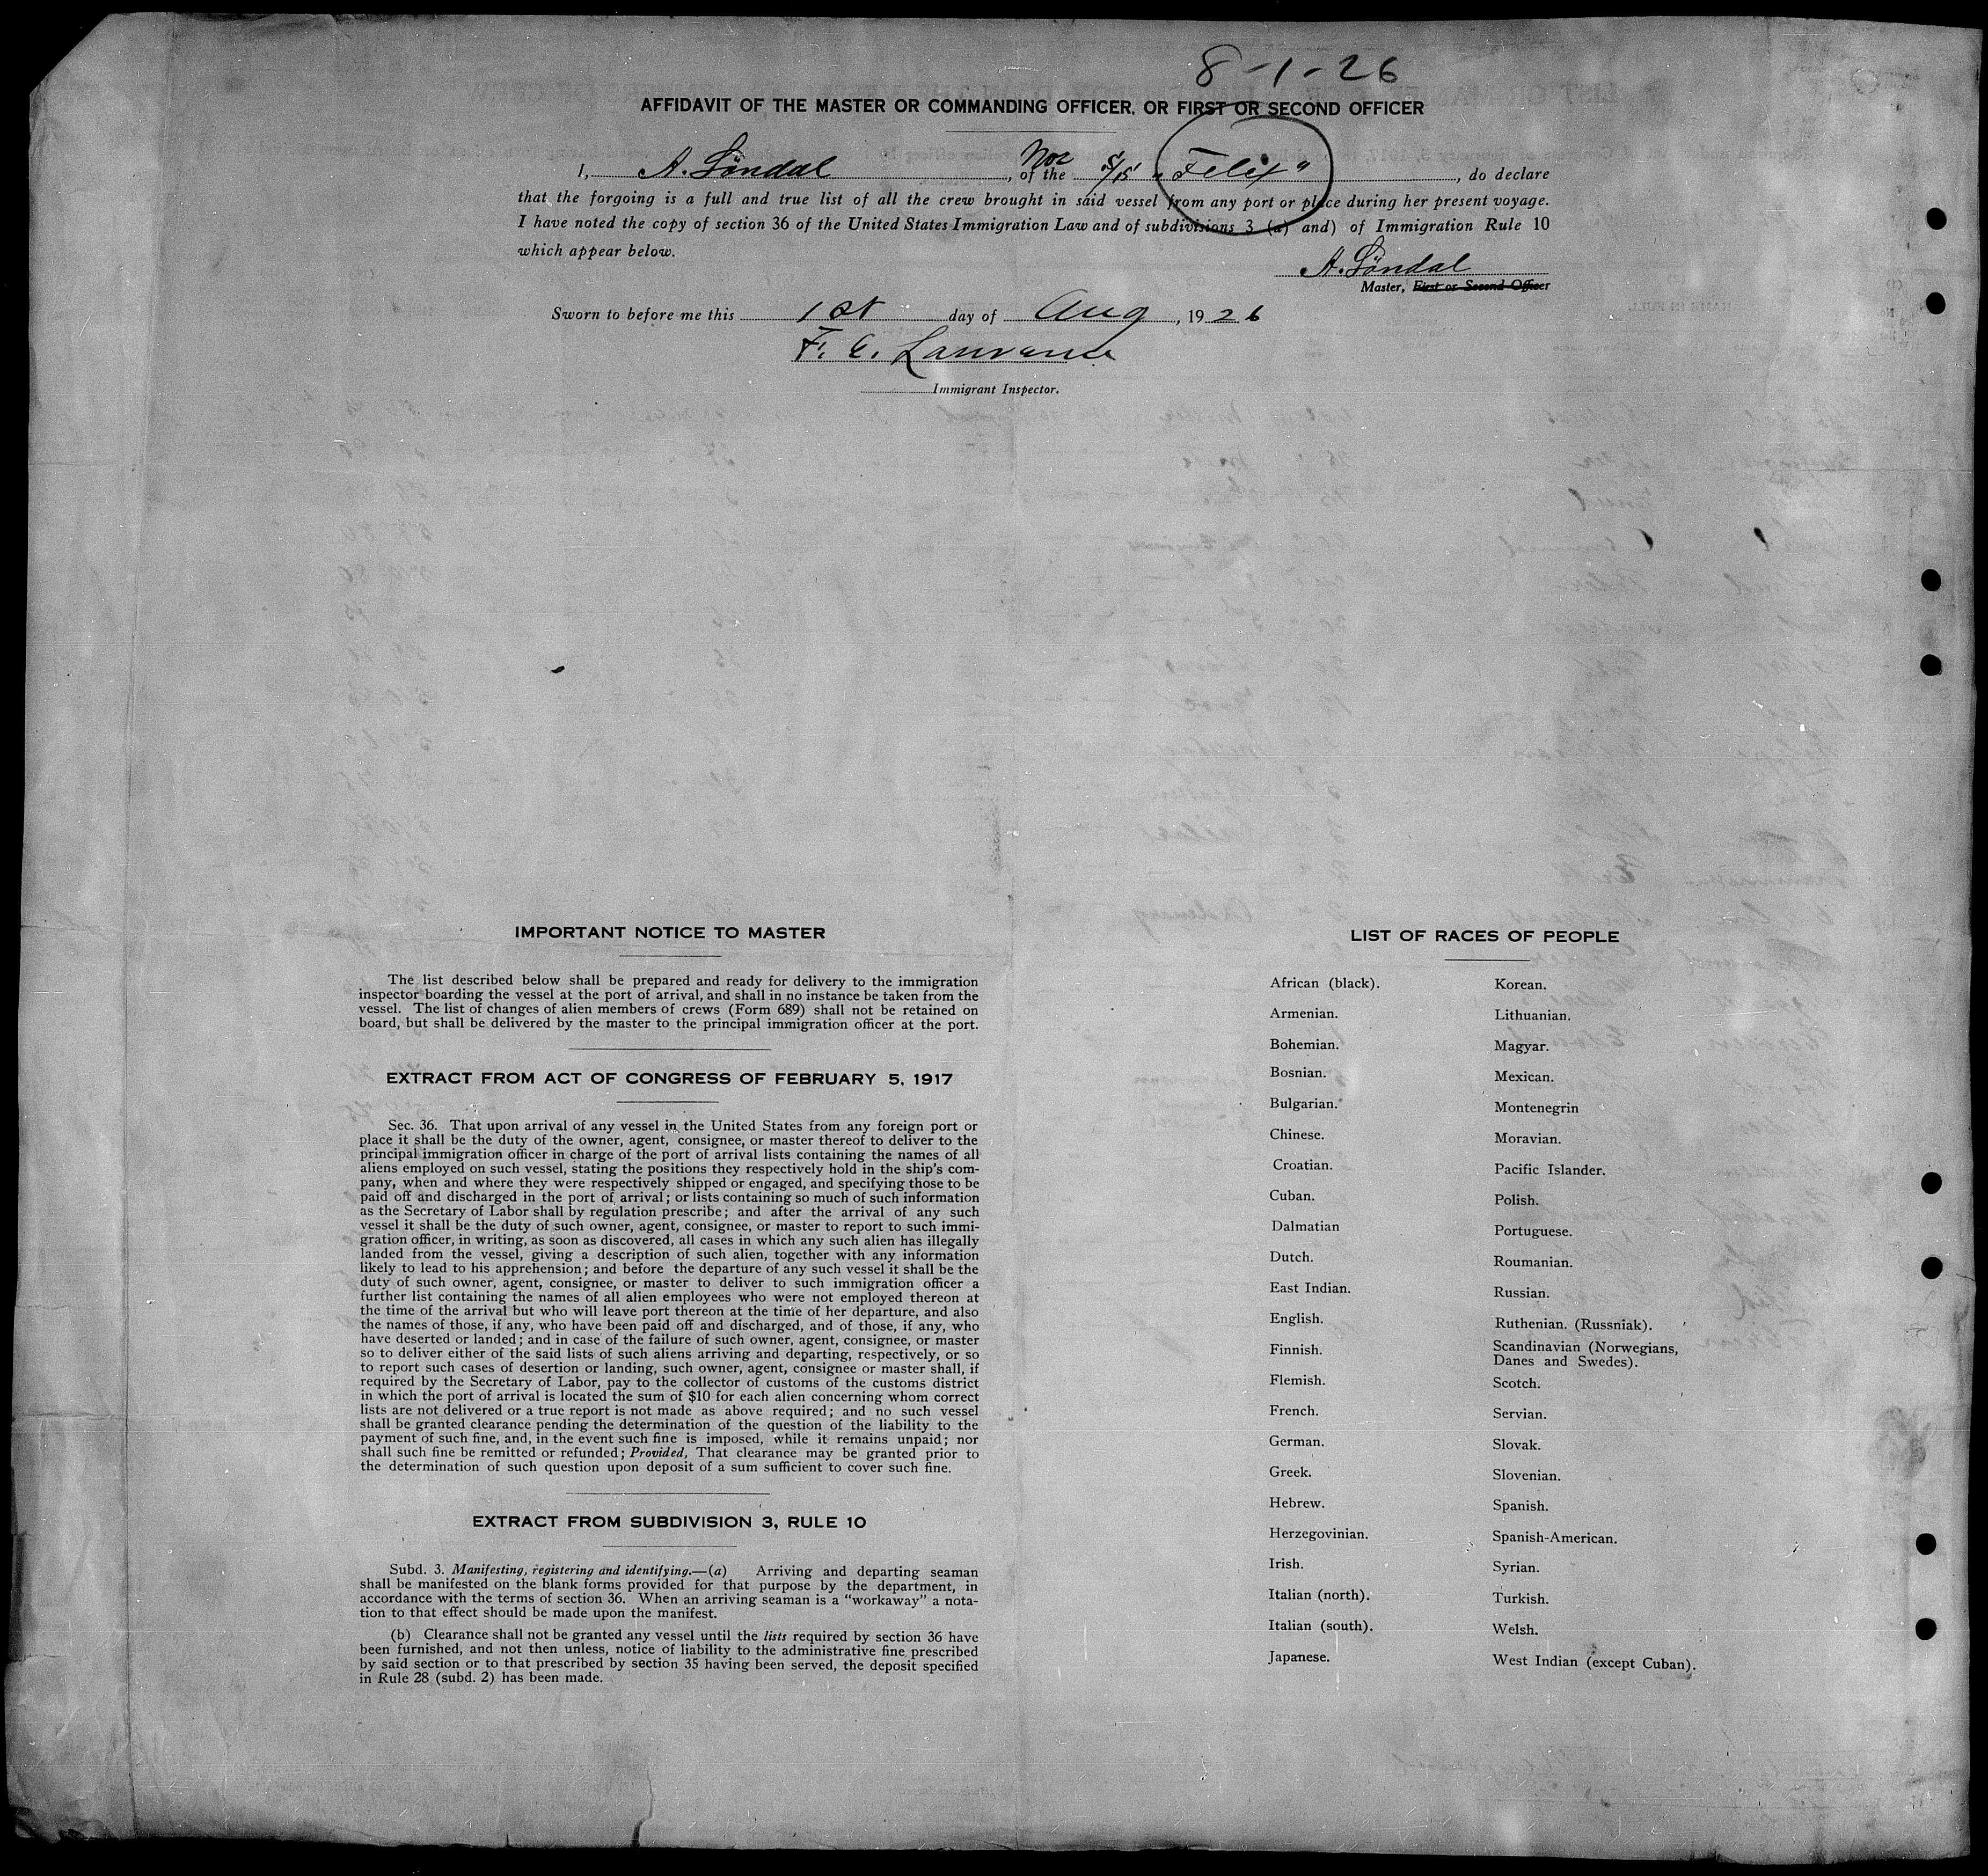 8-1-26
AFFIDAVIT OF THE MASTER OR COMMANDING OFFICER, OR FIRST OR SECOND OFFICER
I, A. Söndal, of the Nor S/S "Felix", do declare
that the forgoing is a full and true list of all the crew brought in said vessel from any port or place during her present voyage.
I have noted the copy of section 36 of the United States Immigration Law and of subdivisions 3 (a) and) of Immigration Rule 10
which appear below.
A. Söndal
Master, First or Second Officer
Sworn to before me this 1st day of Aug, 1926
F. E.
Immigrant Inspector.
IMPORTANT NOTICE TO MASTER
The list described below shall be prepared and ready for delivery to the immigration
inspector boarding the vessel at the port of arrival, and shall in no instance be taken from the
vessel. The list of changes of alien members of crews (Form 689) shall not be retained on
board, but shall be delivered by the master to the principal immigration officer at the port.
EXTRACT FROM ACT OF CONGRESS OF FEBRUARY 5, 1917
Sec. 36. That upon arrival of any vessel in the United States from any foreign port or
place it shall be the duty of the owner, agent, consignee, or master thereof to deliver to the
principal immigration officer in charge of the port of arrival lists containing the names of all
aliens employed on such vessel, stating the positions they respectively hold in the ship's com-
pany, when and where they were respectively shipped or engaged, and specifying those to be
paid off and discharged in the port of arrival; or lists containing so much of such information
as the Secretary of Labor shall by regulation prescribe; and after the arrival of any such
vessel it shall be the duty of such owner, agent, consignee, or master to report to such immi-
gration officer, in writing, as soon as discovered, all cases in which any such alien has illegally
landed from the vessel, giving a description of such alien, together with any information
likely to lead to his apprehension; and before the departure of any such vessel it shall be the
duty of such owner, agent, consignee, or master to deliver to such immigration officer a
further list containing the names of all alien employees who were not employed thereon at
the time of the arrival but who will leave port thereon at the time of her departure, and also
the names of those, if any, who have been paid off and discharged, and of those, if any, who
have deserted or landed; and in case of the failure of such owner, agent, consignee, or master
so to deliver either of the said lists of such aliens arriving and departing, respectively, or so
to report such cases of desertion or landing, such owner, agent, consignee or master shall, if
required by the Secretary of Labor, pay to the collector of customs of the customs district
in which the port of arrival is located the sum of $10 for each alien concerning whom correct
lists are not delivered or a true report is not made as above required; and no such vessel
shall be granted clearance pending the determination of the question of the liability to the
payment of such fine, and, in the event such fine is imposed, while it remains unpaid; nor
shall such fine be remitted or refunded; Provided, That clearance may be granted prior to
the determination of such question upon deposit of a sum sufficient to cover such fine.
EXTRACT FROM SUBDIVISION 3, RULE 10
Subd. 3. Manifesting, registering and identifying.—(a) Arriving and departing seaman
shall be manifested on the blank forms provided for that purpose by the department, in
accordance with the terms of section 36. When an arriving seaman is a "workaway" a nota-
tion to that effect should be made upon the manifest.
(b) Clearance shall not be granted any vessel until the lists required by section 36 have
been furnished, and not then unless, notice of liability to the administrative fine prescribed
by said section or to that prescribed by section 35 having been served, the deposit specified
in Rule 28 (subd. 2) has been made.
LIST OF RACES OF PEOPLE
African (black).
Armenian.
Bohemian.
Bosnian.
Bulgarian.
Chinese.
Croatian.
Cuban.
Dalmatian
Dutch.
East Indian.
English.
Finnish.
Flemish.
French.
German.
Greek.
Hebrew.
Herzegovinian.
Irish.
Italian (north).
Italian (south).
Japanese.
Korean.
Lithuanian.
Magyar.
Mexican.
Montenegrin
Moravian.
Pacific Islander.
Polish.
Portuguese.
Roumanian.
Russian.
Ruthenian. (Russniak).
Scandinavian (Norwegians,
Danes and Swedes).
Scotch.
Servian.
Slovak.
Slovenian.
Spanish.
Spanish-American.
Syrian.
Turkish.
Welsh.
West Indian (except Cuban).